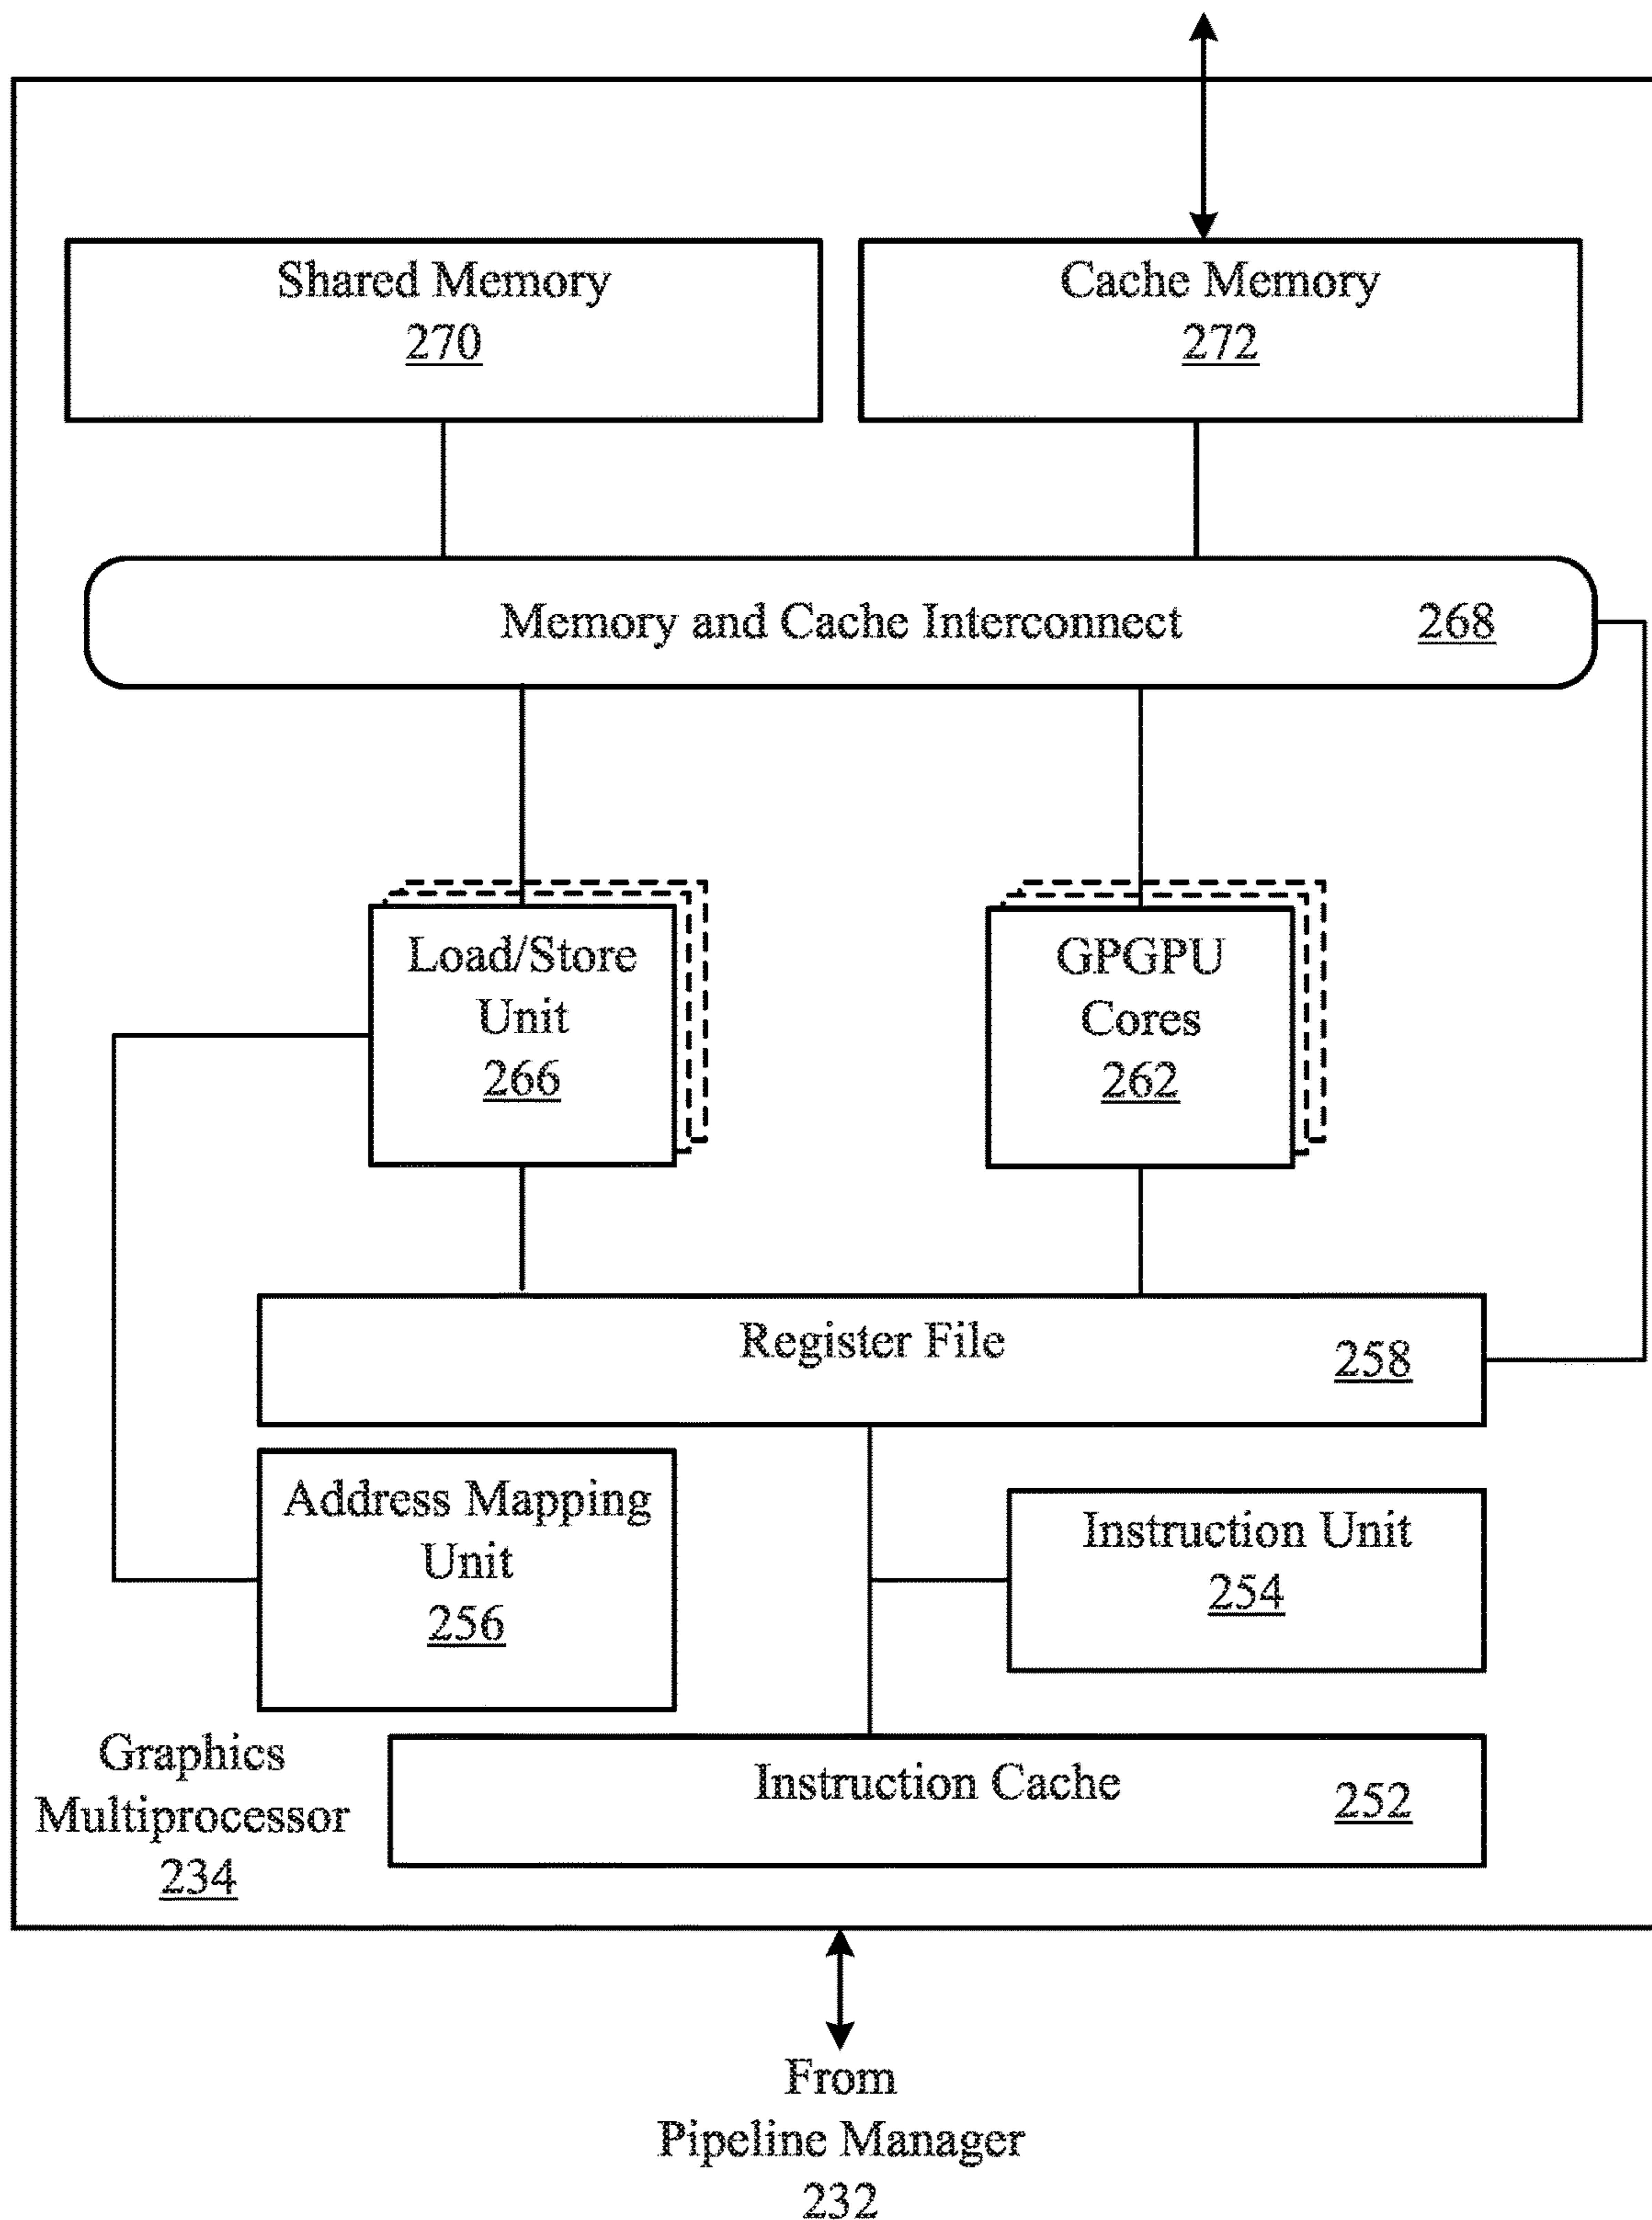 Shared Memory
270
Cache Memory
272
Memory and Cache Interconnect 268
Load/Store
Unit
266
GPGPU
Cores
262
Register File 258
Address Mapping
Unit
256
Instruction Unit
254
Graphics
Multiprocessor
234
Instruction Cache 252
From
Pipeline Manager
232